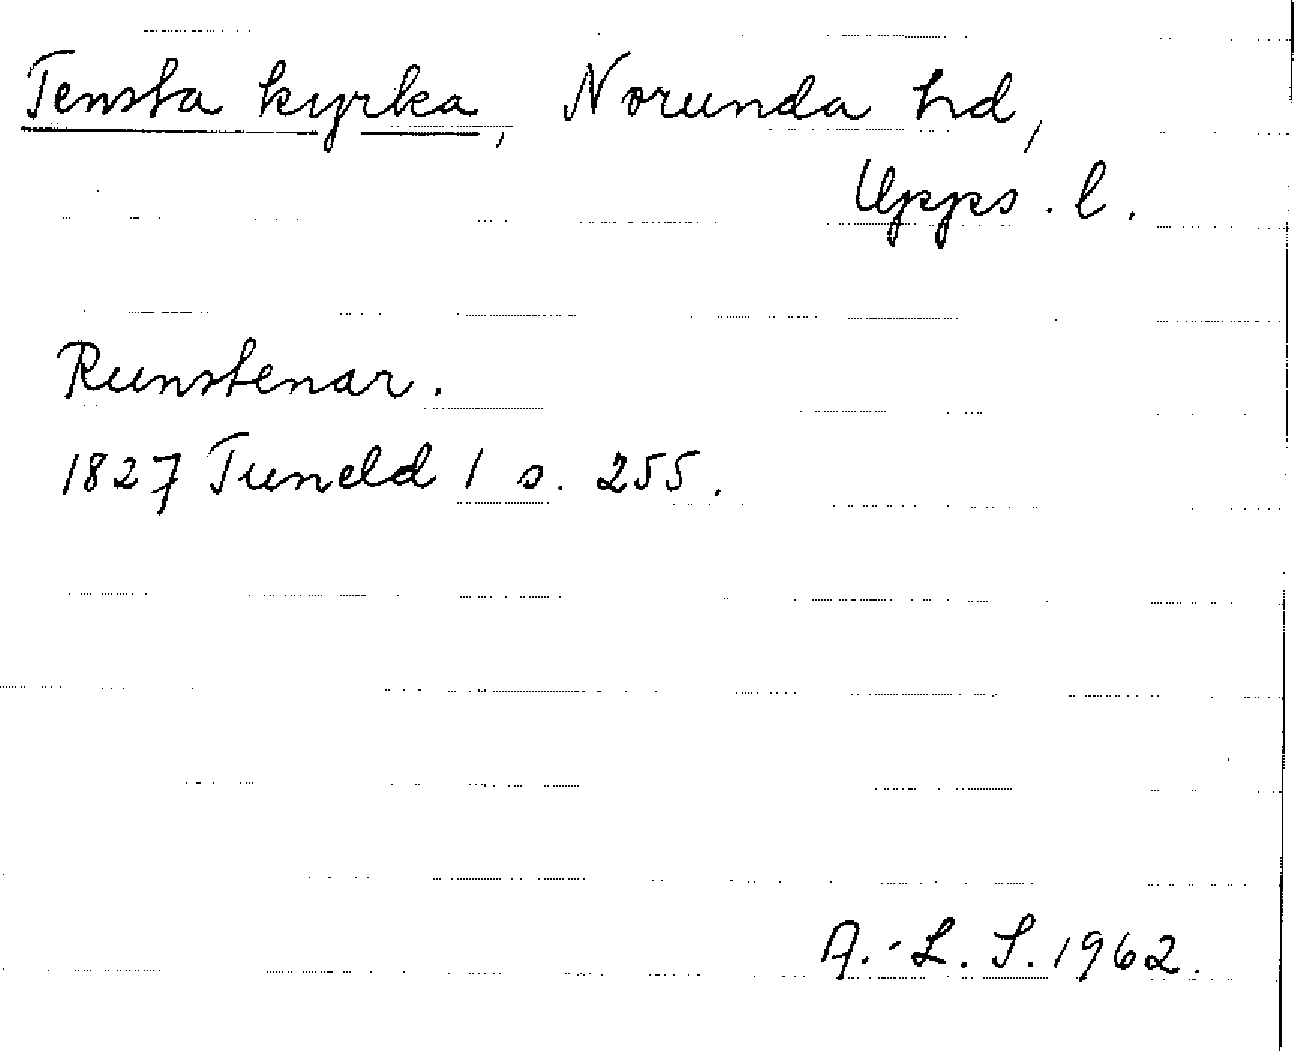 Tensta kyrka, Norunda hd,
Upps. l.
Runstenar.
1827 Tuneld 1 s. 255.
A.-L. S. 1962.